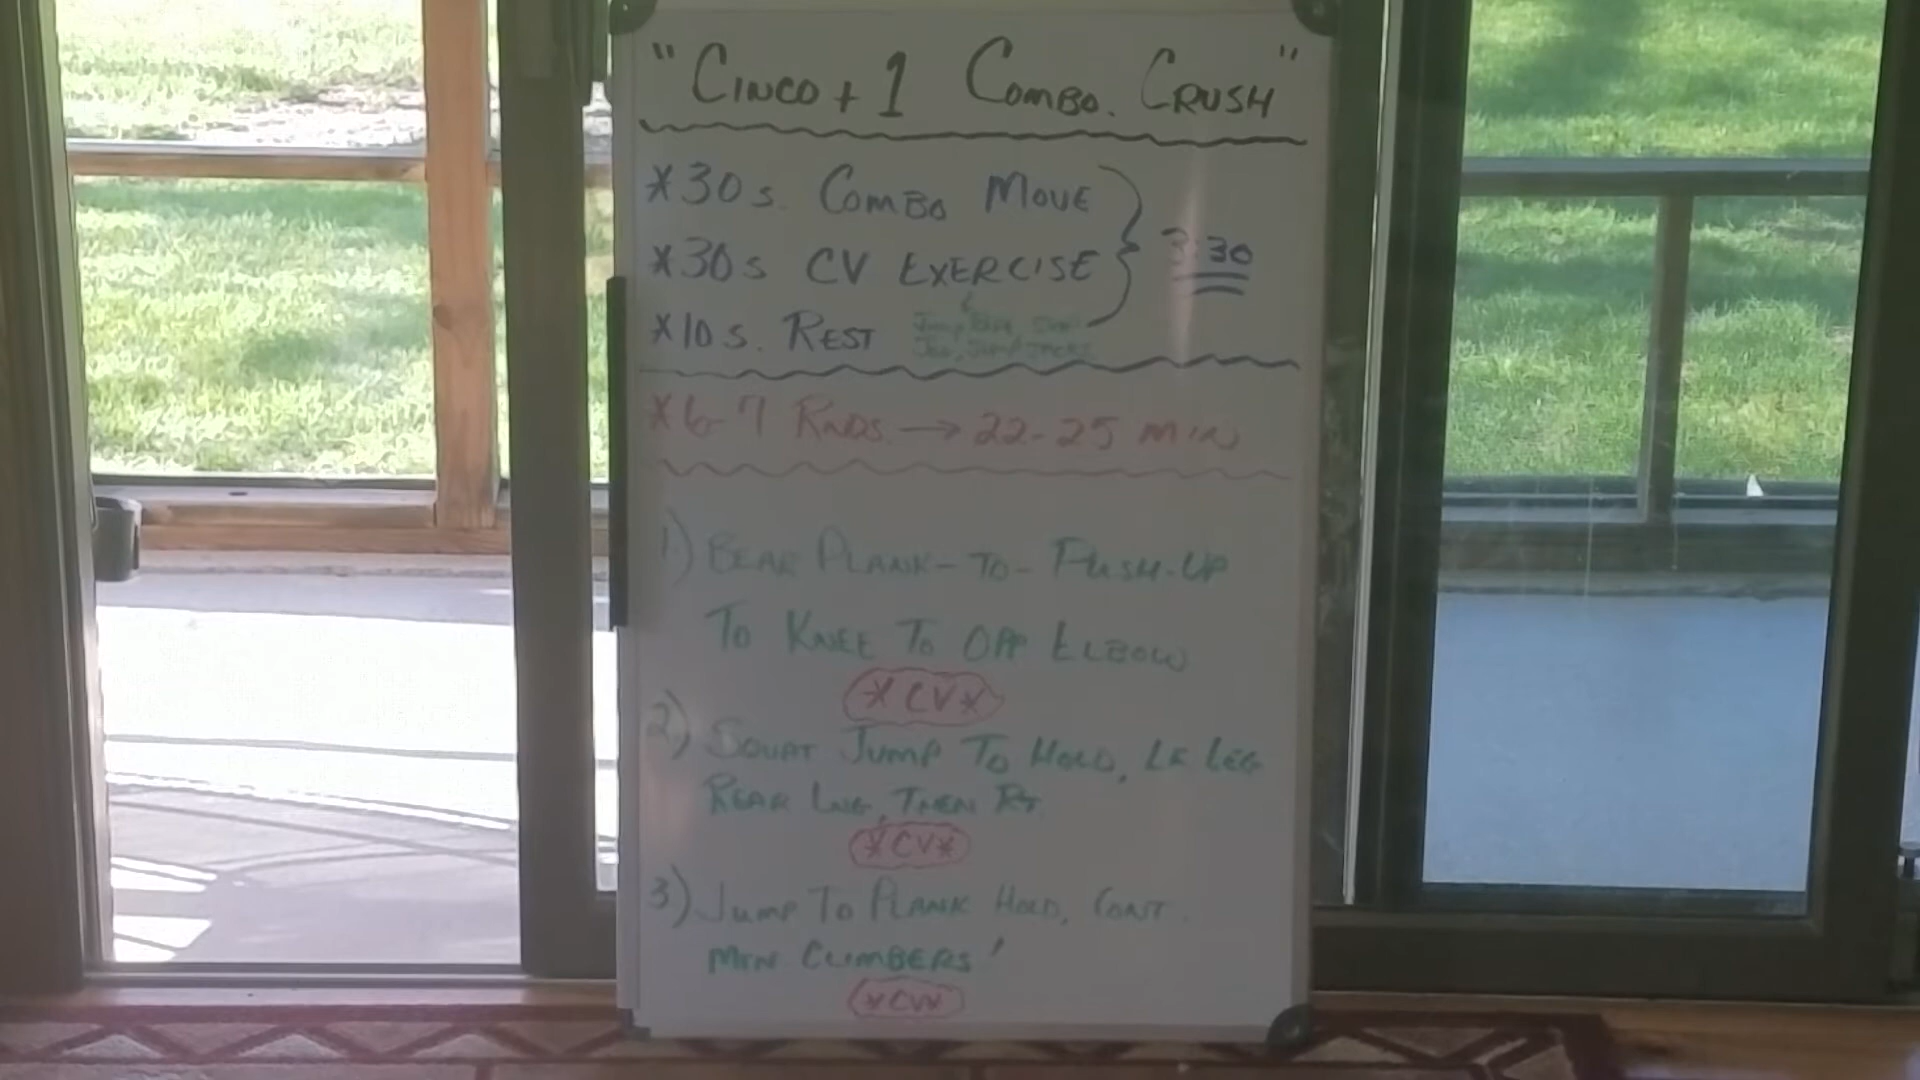 "CINCO + 1 COMBO. CRUSH"
*30s. COMBO MOVE
*30s CV EXERCISE
3:30
*10s. REST
*6-7 RNDS. → 22-25 MIN
1.) BEAR PLANK-TO-PUSH-UP
TO KNEE TO OPP ELBOW
*CV*
2.) SQUAT JUMP TO HOLD, LF LEG
REAR LNG, THEN RT.
*CV*
3) JUMP TO PLANK HOLD, CONT.
MTN CLIMBERS
*CV*